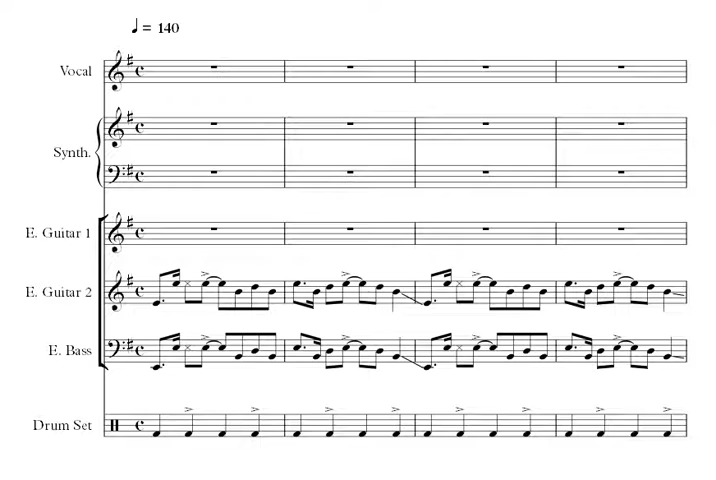 ♩ = 140
Vocal
Synth.
E. Guitar 1
E. Guitar 2
E. Bass
Drum Set